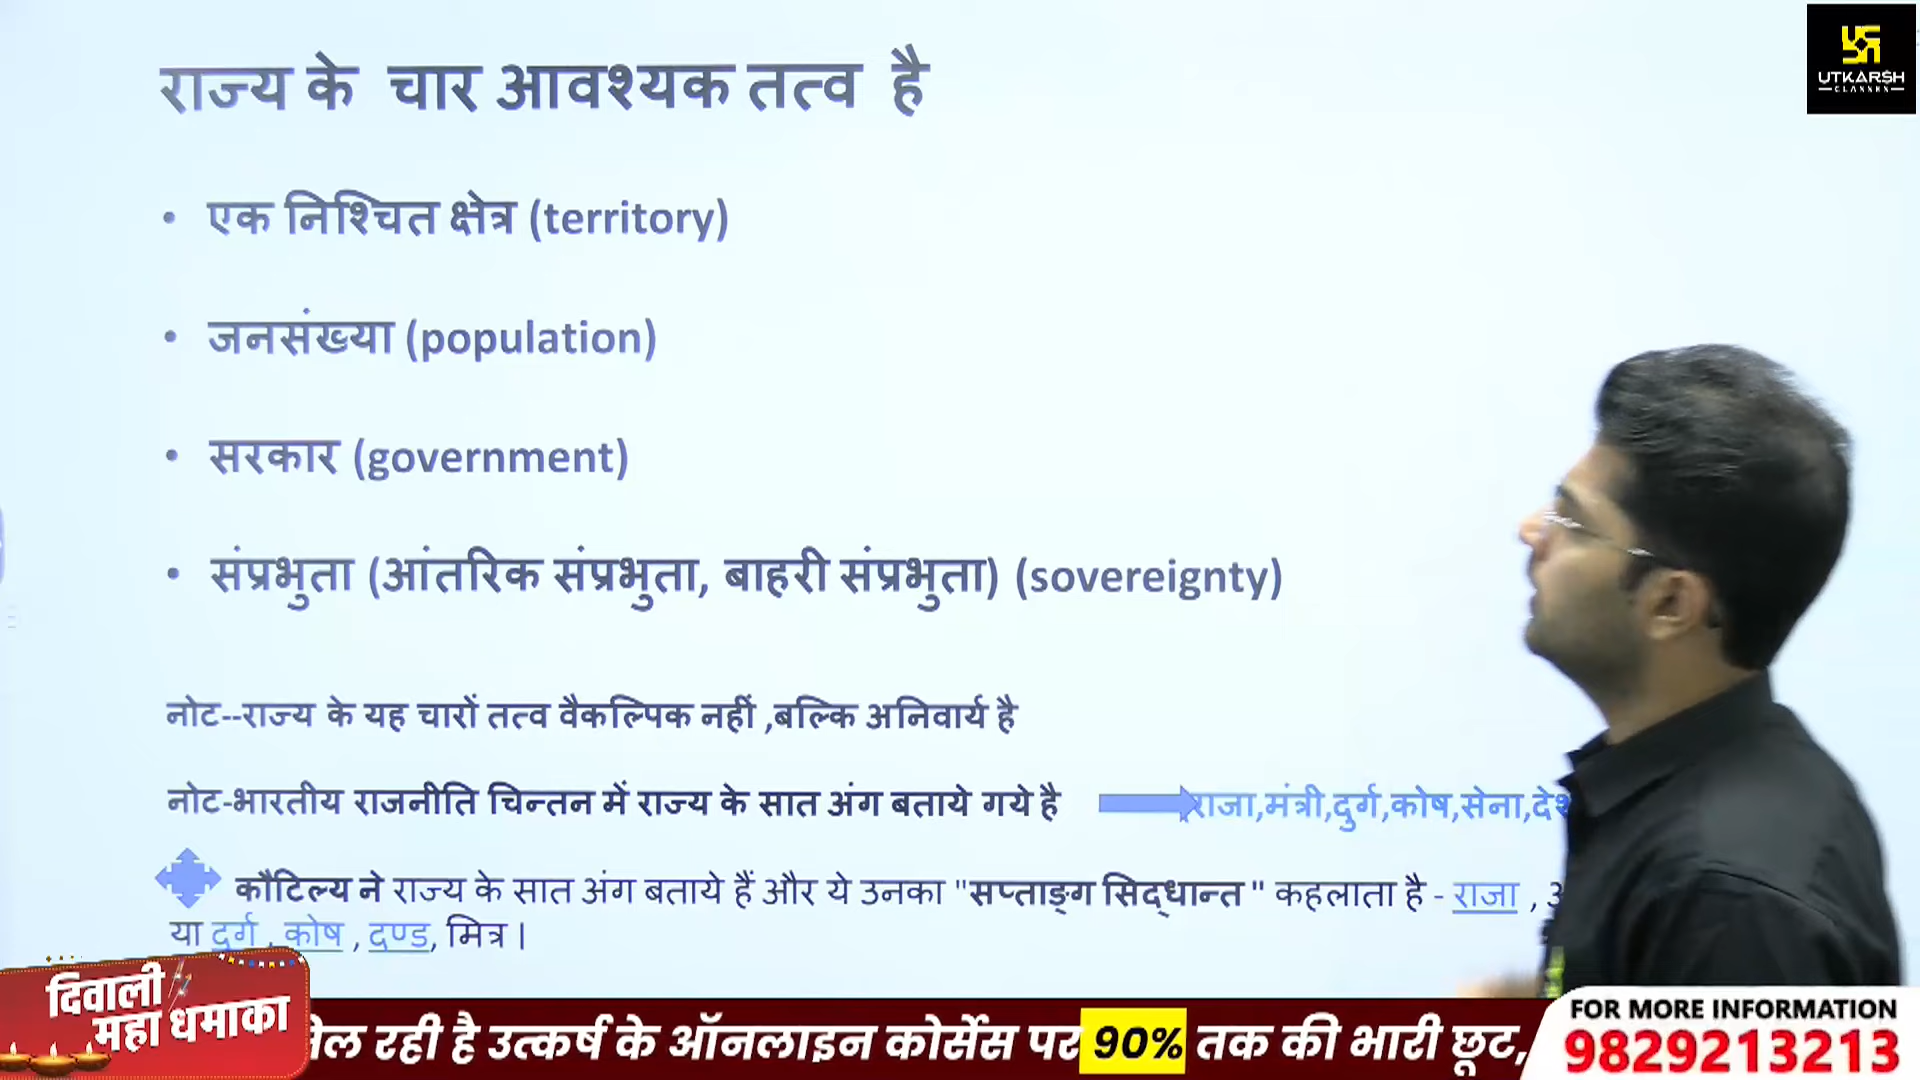 राज्य के चार आवश्यक तत्व है
UTKARSH
CLASSES
• एक निश्चित क्षेत्र (territory)
• जनसंख्या (population)
• सरकार (government)
• संप्रभुता (आंतरिक संप्रभुता, बाहरी संप्रभुता) (sovereignty)
नोट--राज्य के यह चारों तत्व वैकल्पिक नहीं ,बल्कि अनिवार्य है
नोट-भारतीय राजनीति चिन्तन में राज्य के सात अंग बताये गये है राजा,मंत्री,दुर्ग,कोष,सेना,
कौटिल्य ने राज्य के सात अंग बताये हैं और ये उनका "सप्ताङ्ग सिद्धान्त " कहलाता है - राजा ,
या दुर्ग , कोष , दण्ड, मित्र ।
दिवाली
महा धमाका
रही है उत्कर्ष के ऑनलाइन कोर्सेस पर 90% तक की भारी छूट,
FOR MORE INFORMATION
9829213213